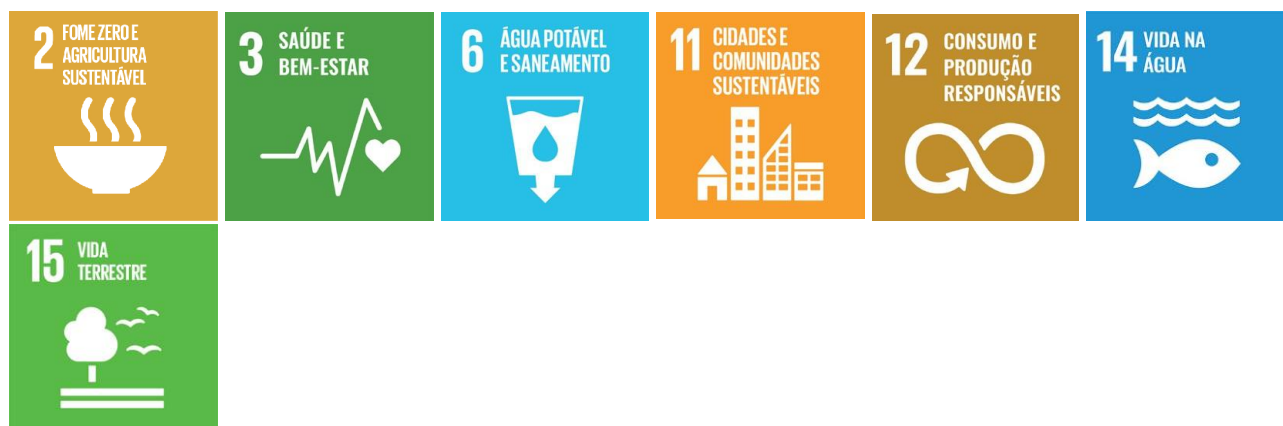 2 FOME ZERO E
AGRICULTURA
SUSTENTÁVEL
3 SAÚDE E
BEM-ESTAR
6 ÁGUA POTÁVEL
E SANEAMENTO
11 CIDADES E
COMUNIDADES
SUSTENTÁVEIS
12 CONSUMO E
PRODUÇÃO
RESPONSÁVEIS
14 VIDA NA
ÁGUA
15 VIDA
TERRESTRE